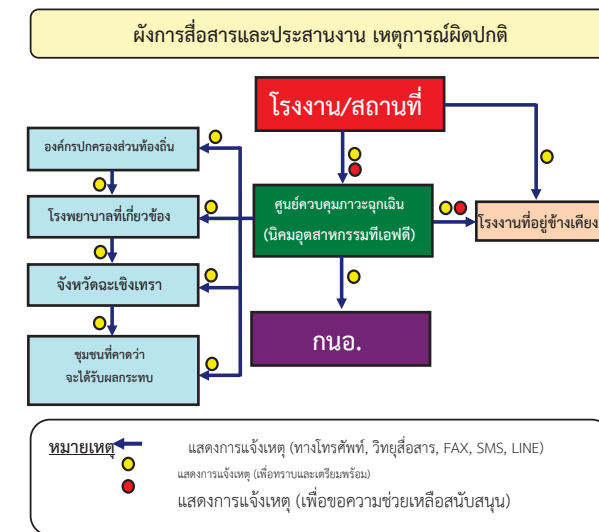 ผังการสื่อสารและประสานงาน เหตุการณ์ผิดปกติ
โรงงาน/สถานที่
องค์กรปกครองส่วนท้องถิ่น
โรงพยาบาลที่เกี่ยวข้อง
จังหวัดฉะเชิงเทรา
ชุมชนที่คาดว่า
จะได้รับผลกระทบ
ศูนย์ควบคุมภาวะฉุกเฉิน
(นิคมอุตสาหกรรมทีเอฟดี)
โรงงานที่อยู่ข้างเคียง
กนอ.
หมายเหตุ
แสดงการแจ้งเหตุ (ทางโทรศัพท์, วิทยุสื่อสาร, FAX, SMS, LINE)
แสดงการแจ้งเหตุ (เพื่อทราบและเตรียมพร้อม)
แสดงการแจ้งเหตุ (เพื่อขอความช่วยเหลือสนับสนุน)